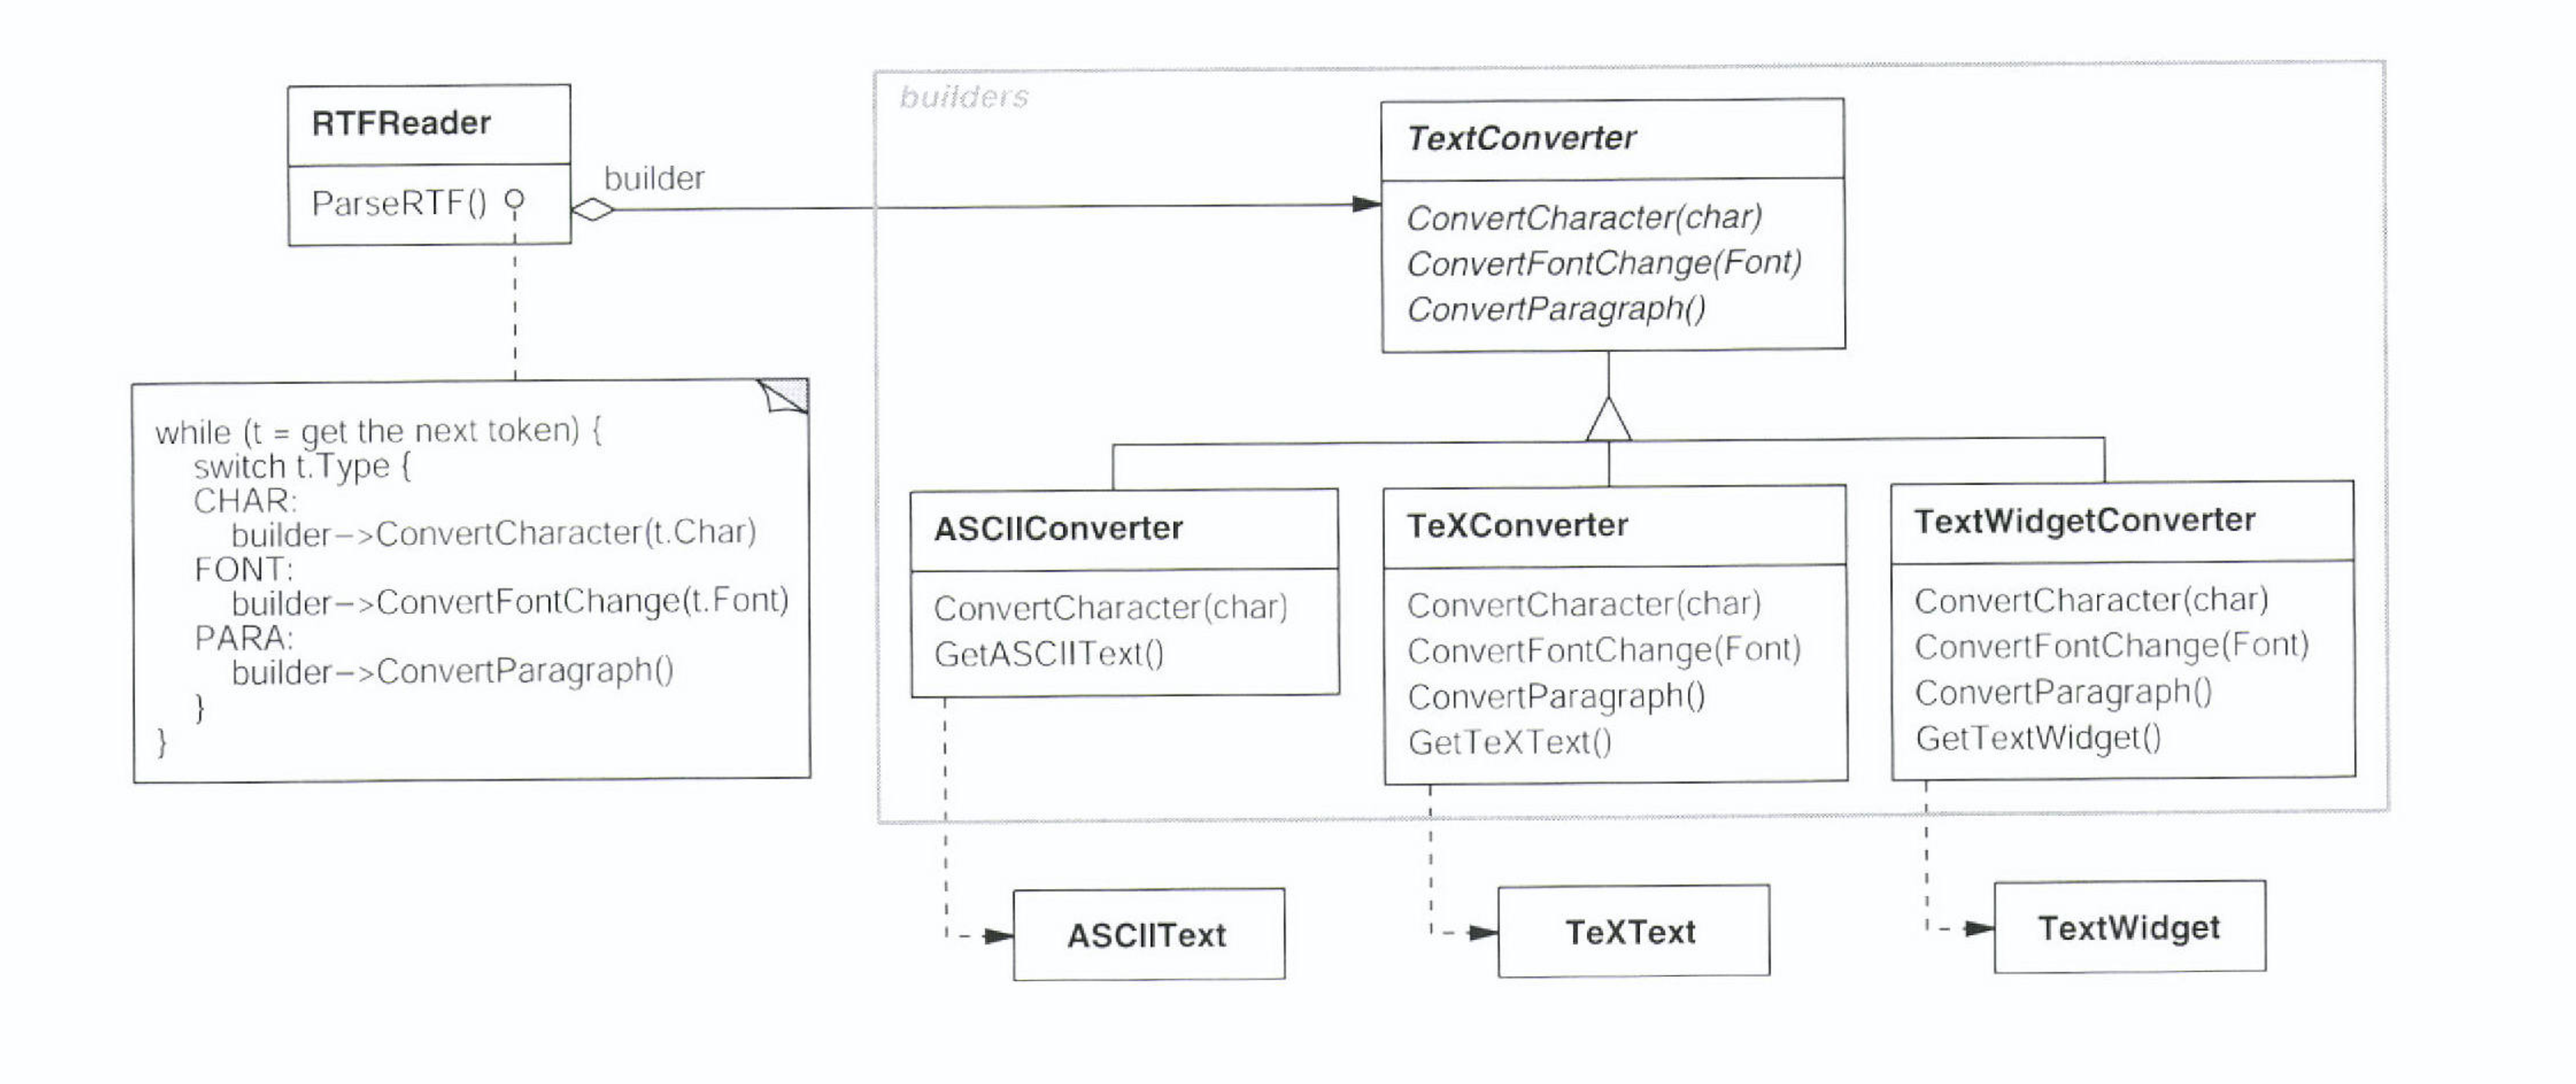 RTFReader
ParseRTF()
builder
while (t = get the next token) {
switch t.Type {
CHAR:
builder–>ConvertCharacter(t.Char)
FONT:
builder–>ConvertFontChange(t.Font)
PARA:
builder–>ConvertParagraph()
}
}
builders
TextConverter
ConvertCharacter(char)
ConvertFontChange(Font)
ConvertParagraph()
ASCIIConverter
ConvertCharacter(char)
GetASCIIText()
TeXConverter
ConvertCharacter(char)
ConvertFontChange(Font)
ConvertParagraph()
GetTeXText()
TextWidgetConverter
ConvertCharacter(char)
ConvertFontChange(Font)
ConvertParagraph()
GetTextWidget()
ASCIIText
TeXText
TextWidget